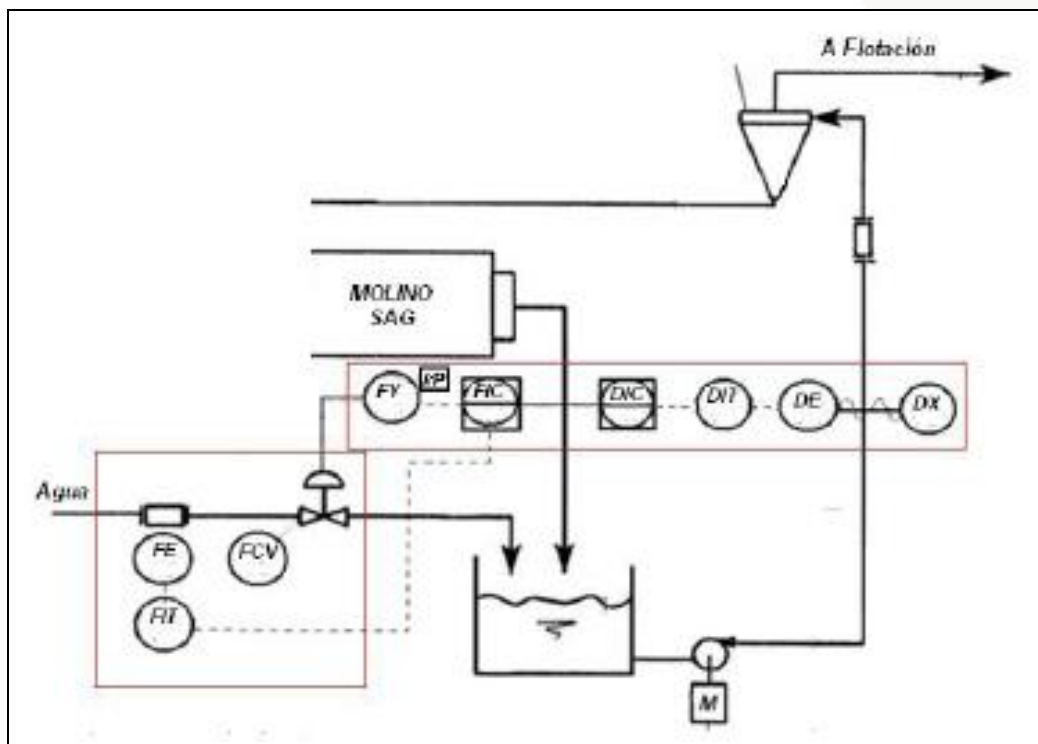 A Flotación
MOLINO
SAG
FY
I/P
FIC
DIC
DIT
DE
DX
Agua
FE
FCV
FIT
M